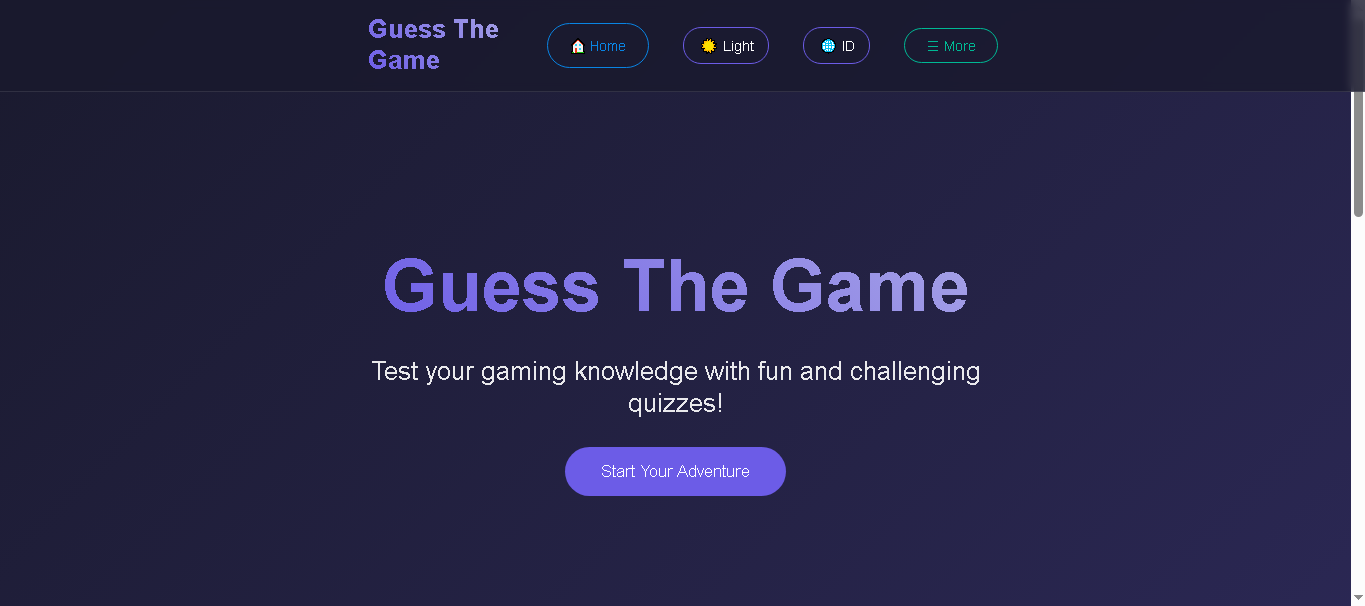 Guess The
Game
Home
Light
ID
☰ More
Guess The Game
Test your gaming knowledge with fun and challenging
quizzes!
Start Your Adventure